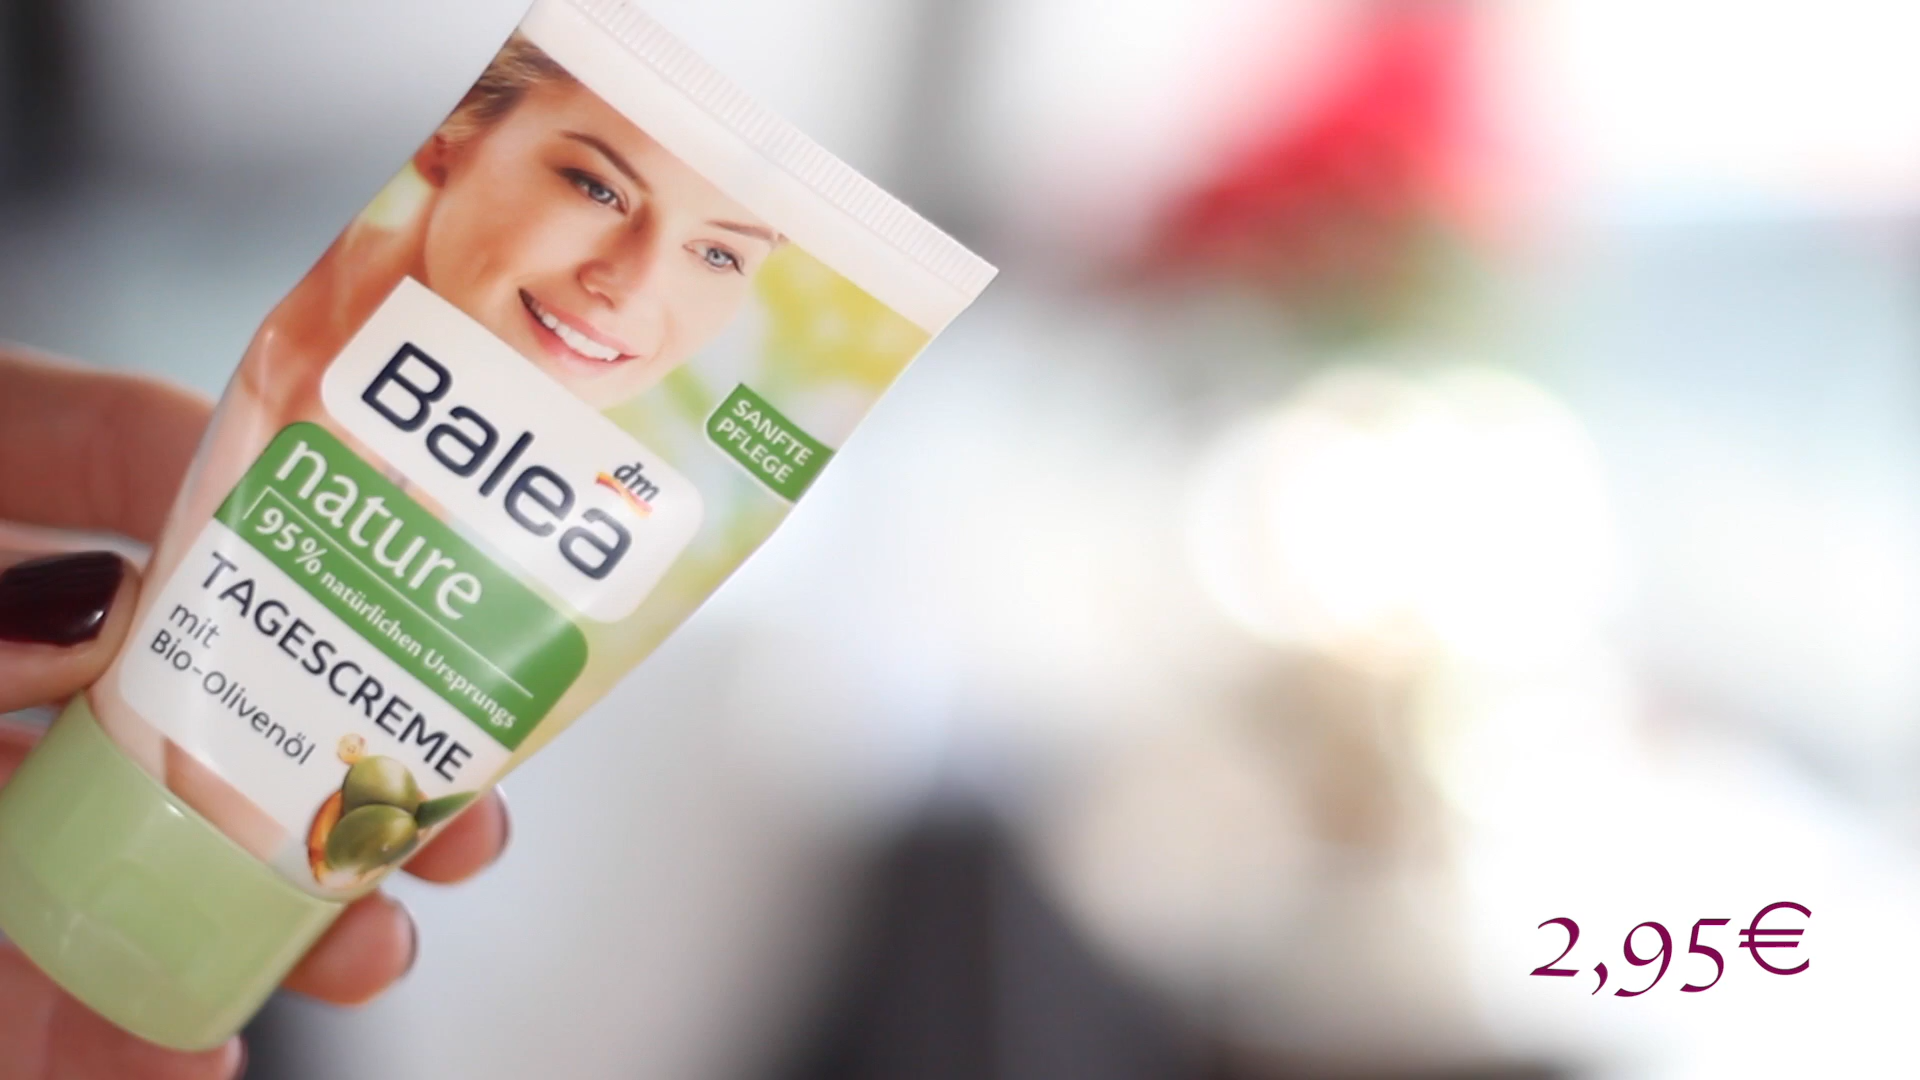 SANFTE
PFLEGE
Balea
dm
nature
95% natürlichen Ursprungs
TAGESCREME
mit
Bio-Olivenöl
2,95€